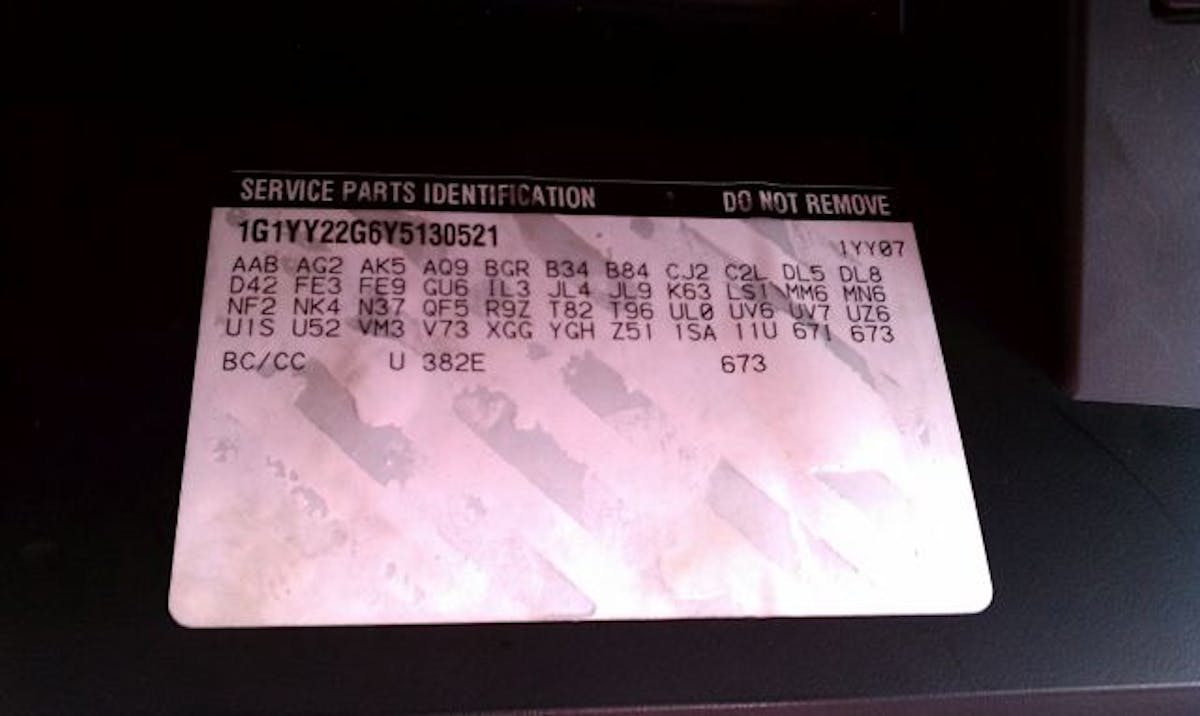 SERVICE PARTS IDENTIFICATION DO NOT REMOVE
1G1YY22G6Y5130521 1YY07
AAB AG2 AK5 AQ9 BGR B34 B84 CJ2 C2L DL5 DL8
D42 FE3 FE9 GU6 IL3 JL4 JL9 K63 LS1 MM6 MN6
NF2 NK4 N37 QF5 R9Z T82 T96 UL0 UV6 UV7 UZ6
U1S U52 VM3 V73 XGG YGH Z51 1SA 11U 671 673
BC/CC U 382E 673